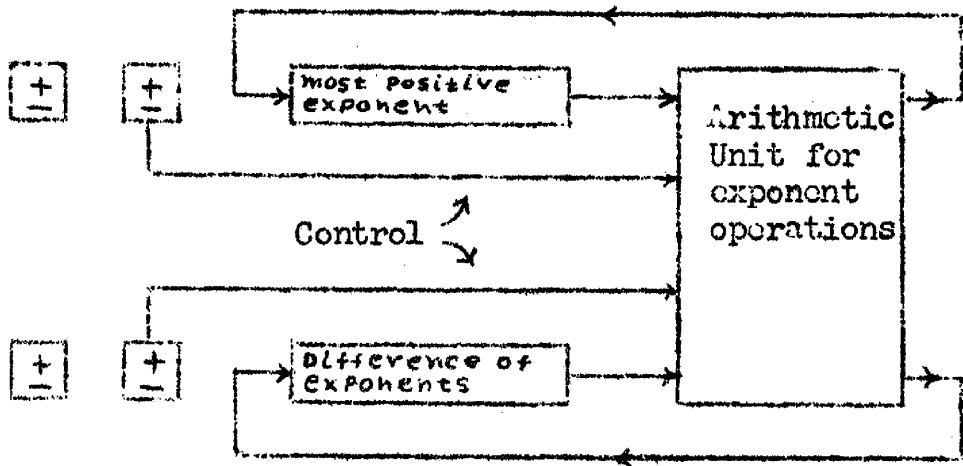 ± ±
most positive
exponent
Arithmetic
Unit for
exponent
operations
Control
± ±
Difference of
exponents